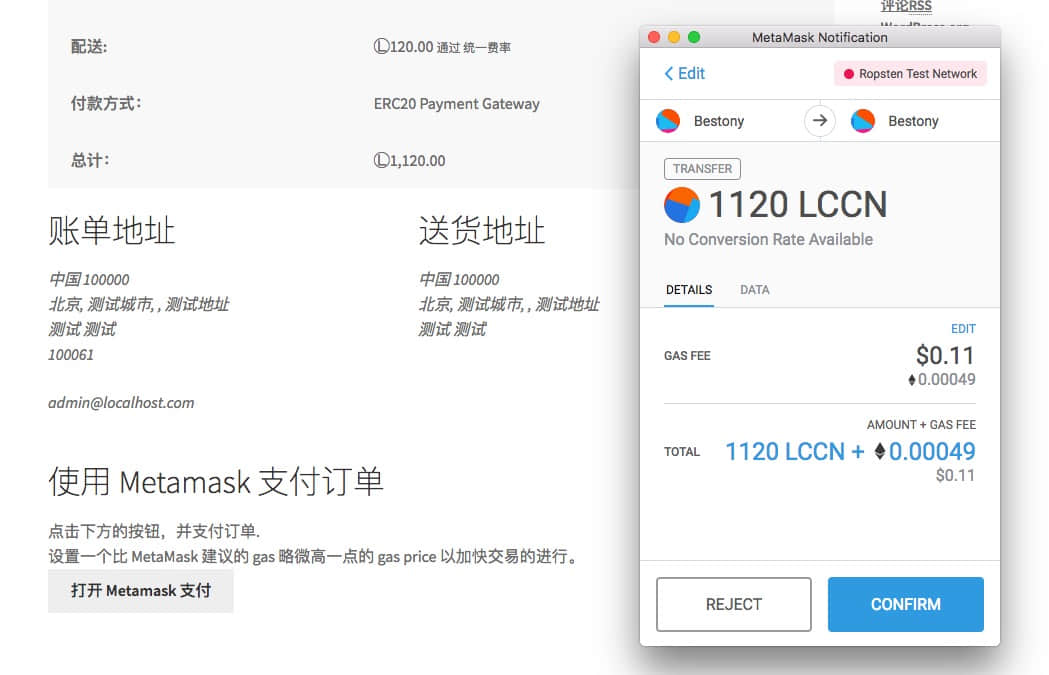 评论RSS
WordPress.org
配送: Ⓛ120.00 通过 统一费率
付款方式: ERC20 Payment Gateway
总计: Ⓛ1,120.00
账单地址
中国 100000
北京, 测试城市, , 测试地址
测试 测试
100061
admin@localhost.com
送货地址
中国 100000
北京, 测试城市, , 测试地址
测试 测试
使用 Metamask 支付订单
点击下方的按钮，并支付订单.
设置一个比 MetaMask 建议的 gas 略微高一点的 gas price 以加快交易的进行。
打开 Metamask 支付
MetaMask Notification
Edit
Ropsten Test Network
Bestony
Bestony
TRANSFER
1120 LCCN
No Conversion Rate Available
DETAILS DATA
EDIT
GAS FEE $0.11
0.00049
AMOUNT + GAS FEE
TOTAL 1120 LCCN + 0.00049
$0.11
REJECT CONFIRM